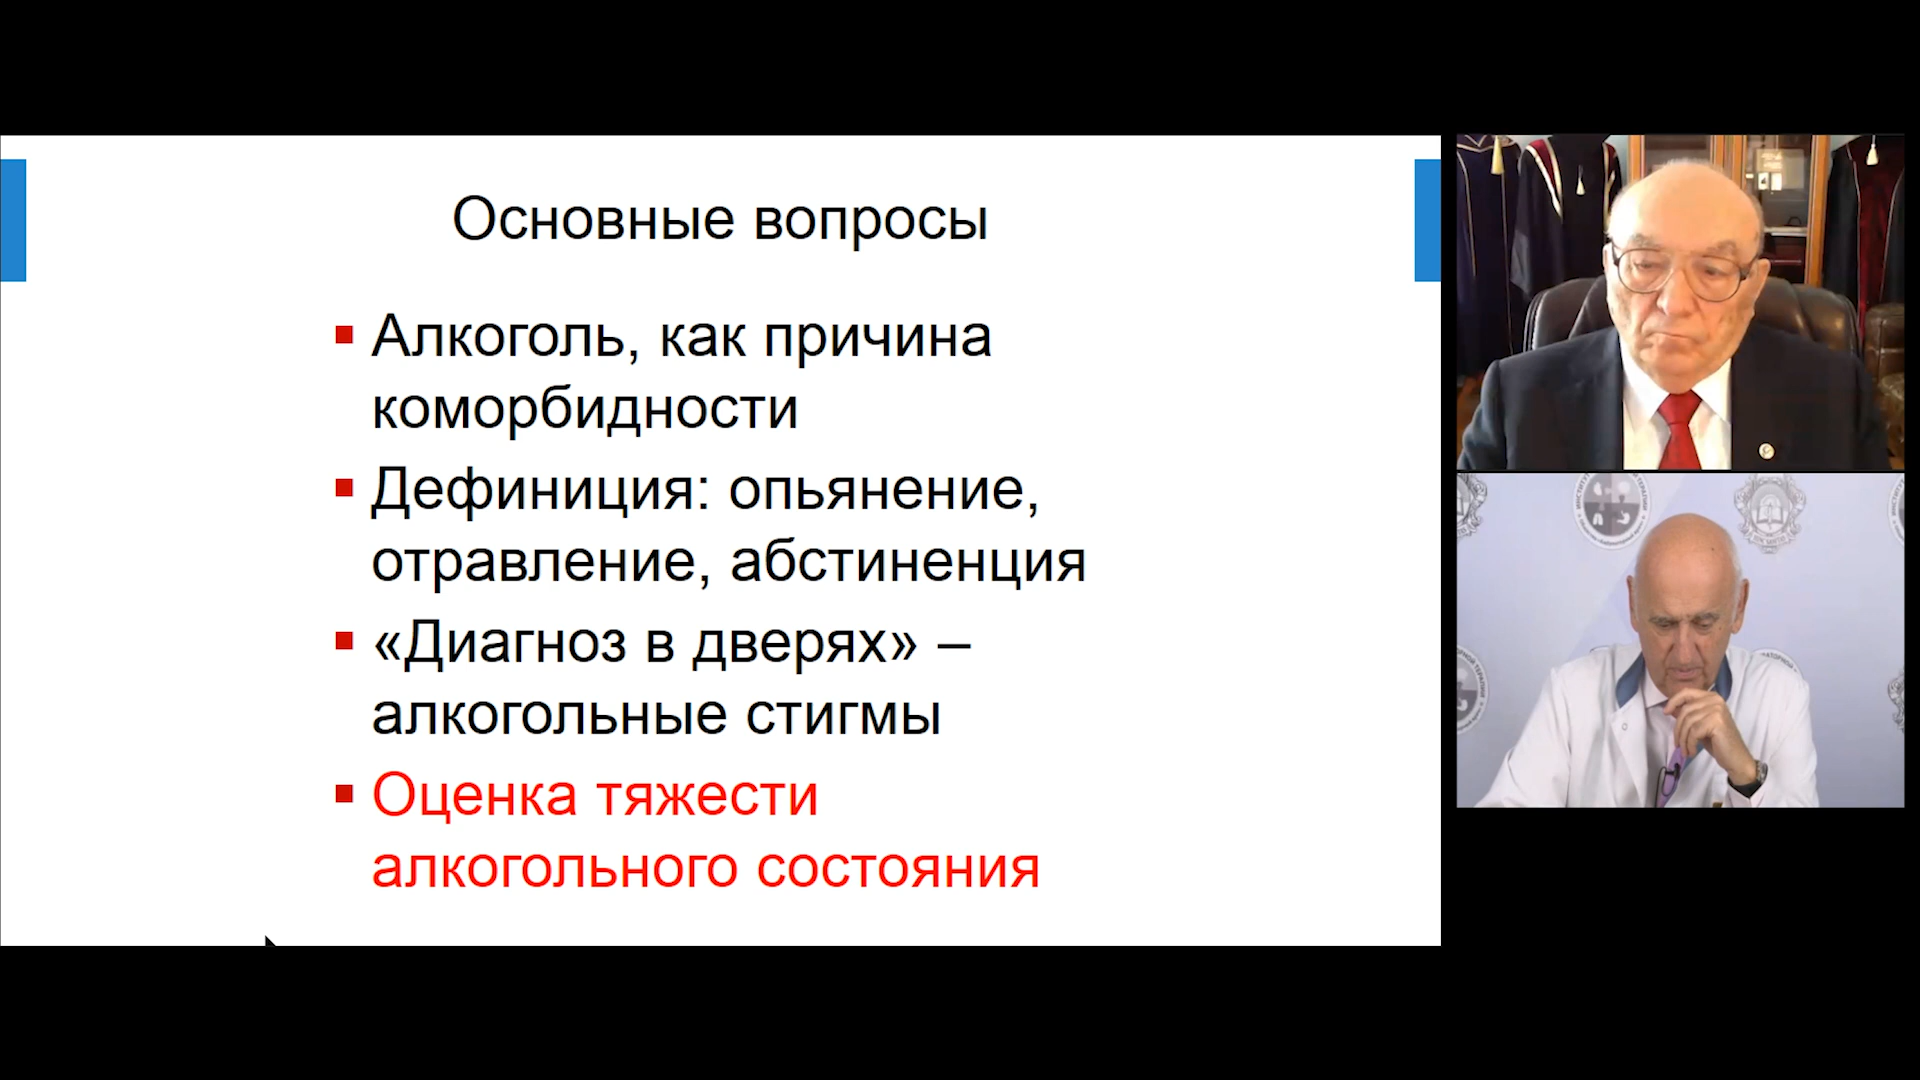 Основные вопросы
Алкоголь, как причина
коморбидности
Дефиниция: опьянение,
отравление, абстиненция
«Диагноз в дверях» –
алкогольные стигмы
Оценка тяжести
алкогольного состояния